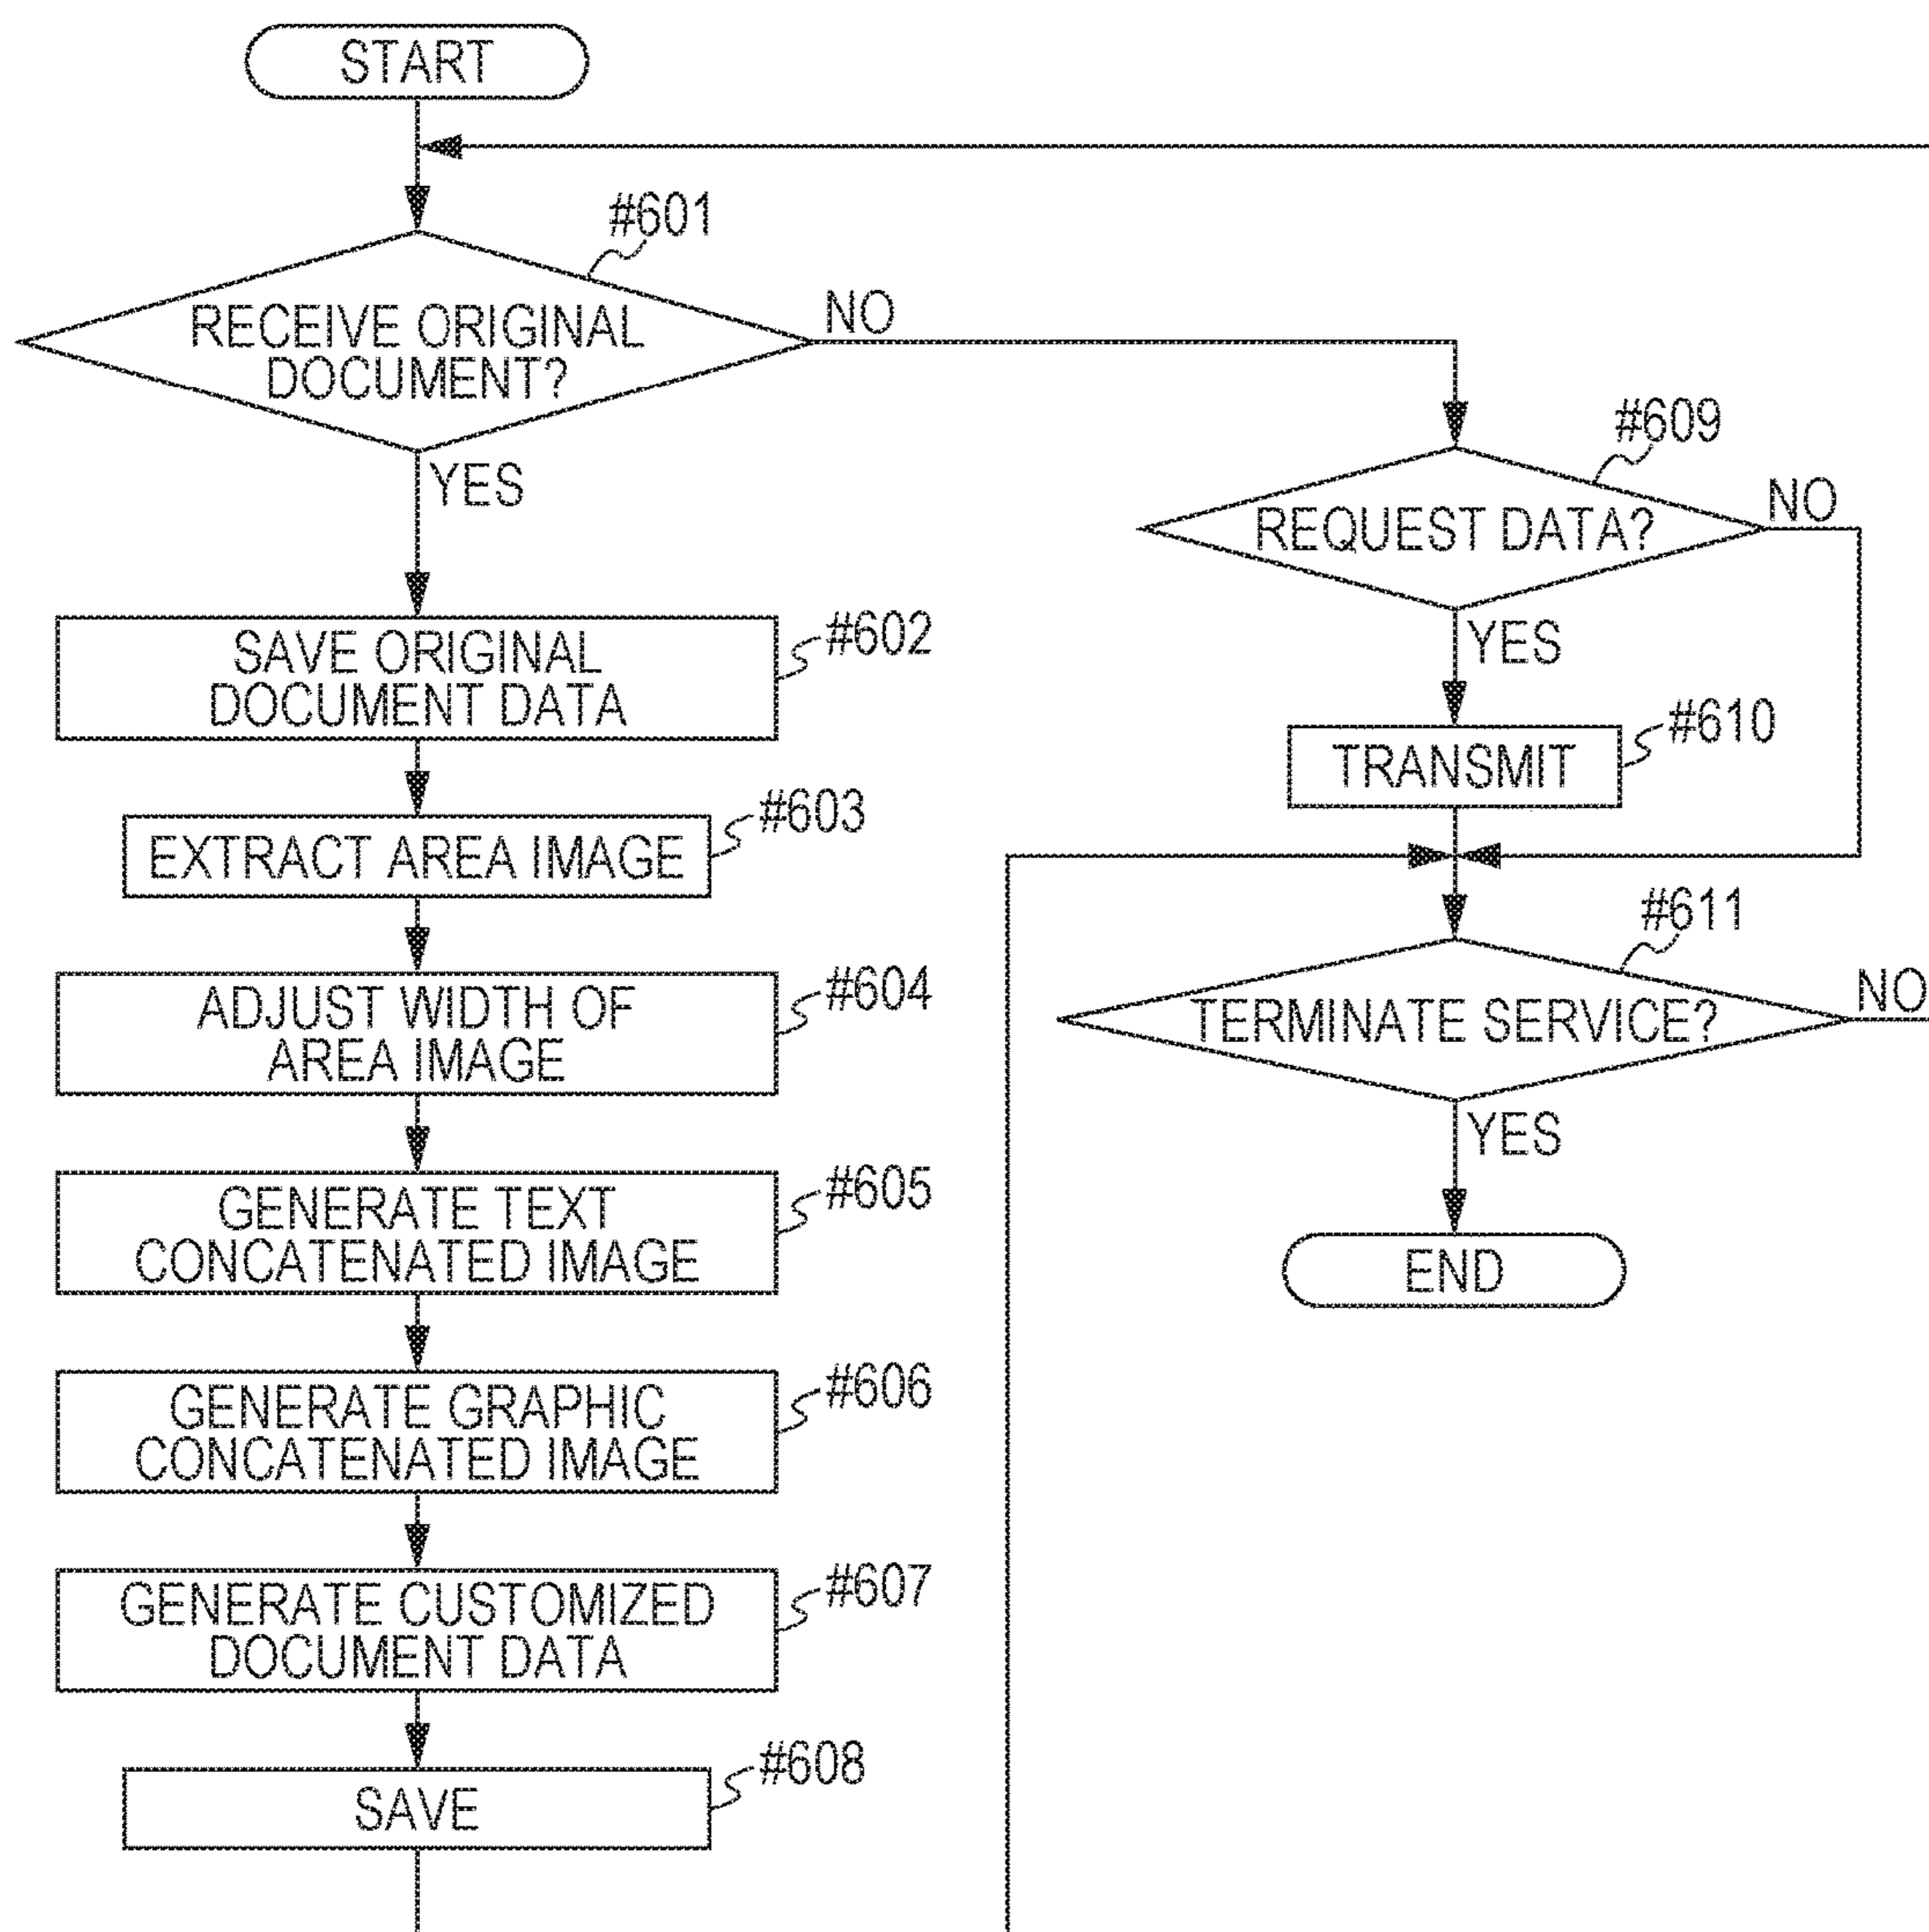 START
#601
RECEIVE ORIGINAL
DOCUMENT?
NO
YES
#602
SAVE ORIGINAL
DOCUMENT DATA
#603
EXTRACT AREA IMAGE
#604
ADJUST WIDTH OF
AREA IMAGE
#605
GENERATE TEXT
CONCATENATED IMAGE
#606
GENERATE GRAPHIC
CONCATENATED IMAGE
#607
GENERATE CUSTOMIZED
DOCUMENT DATA
#608
SAVE
#609
REQUEST DATA?
NO
YES
#610
TRANSMIT
#611
TERMINATE SERVICE?
NO
YES
END